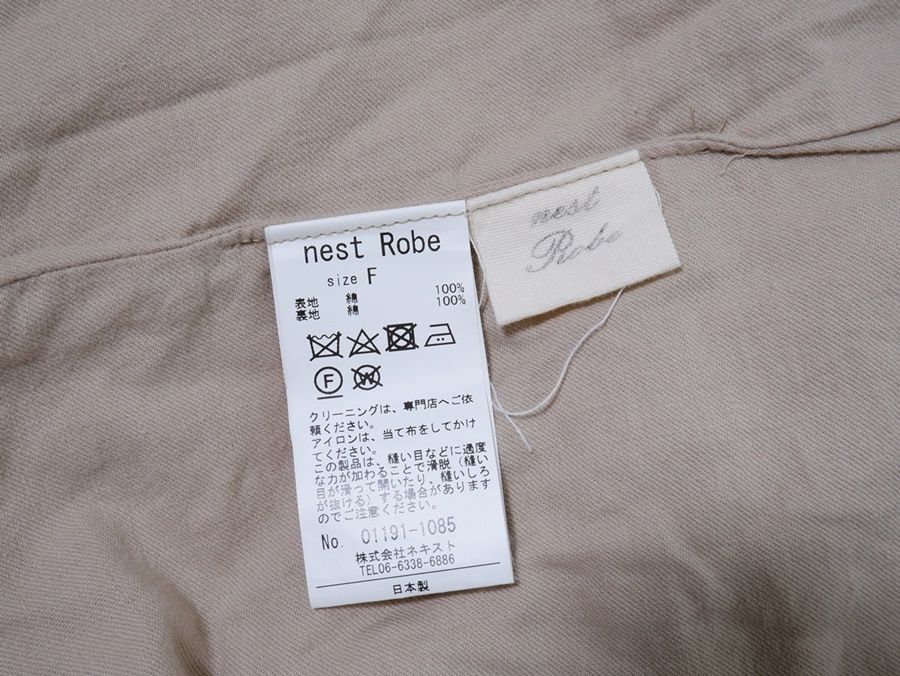 nest Robe
size F
表地 綿 100%
裏地 綿 100%
F
W
クリーニングは、専門店へご依
頼ください。
アイロンは、当て布をしてかけ
てください。
この製品は、縫い目などに過度
な力が加わることで滑脱（縫い
目が滑って開いたり、縫いしろ
が抜ける）する場合があります
のでご注意ください。
No. 01191-1085
株式会社ネキスト
TEL06-6338-6886
日本製
nest
Robe